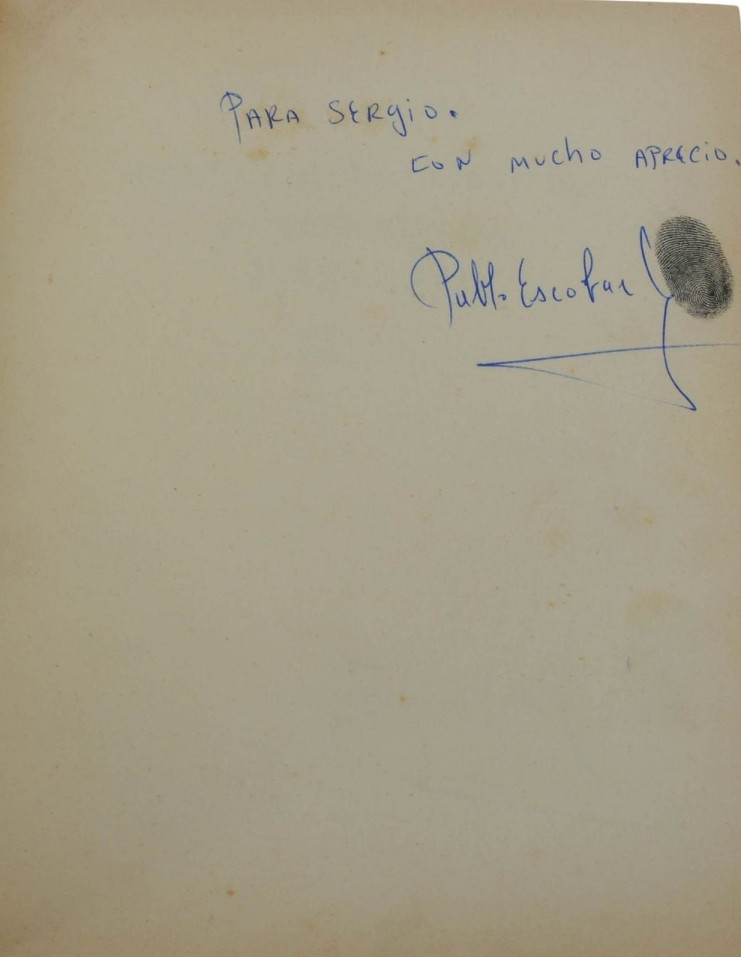 PARA SERgio.
CON MUCHO APRECIO.
Pablo Escobar G